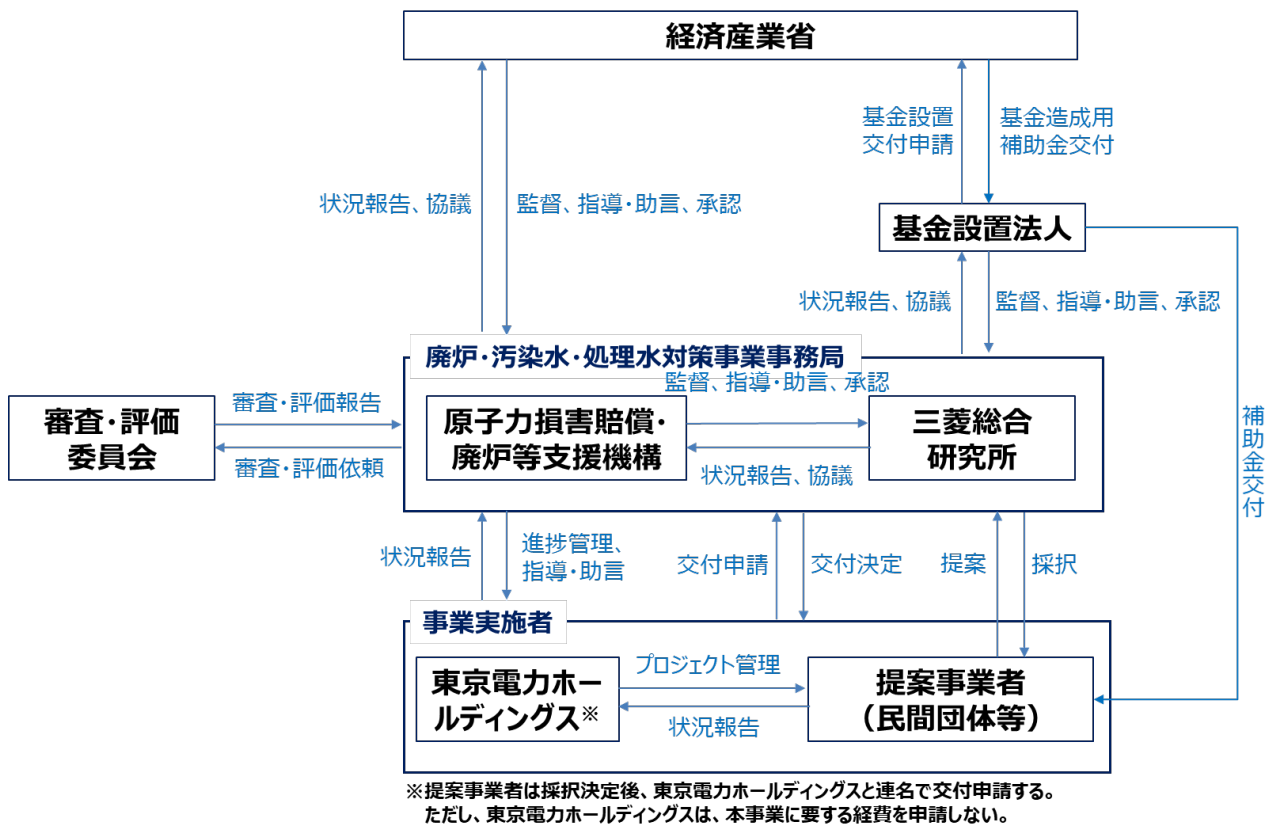 経済産業省
基金設置
交付申請
基金造成用
補助金交付
状況報告、協議
監督、指導・助言、承認
基金設置法人
状況報告、協議
監督、指導・助言、承認
廃炉・汚染水・処理水対策事業事務局
監督、指導・助言、承認
審査・評価
委員会
審査・評価報告
審査・評価依頼
原子力損害賠償・
廃炉等支援機構
状況報告、協議
三菱総合
研究所
補助金交付
状況報告
進捗管理、
指導・助言
交付申請
交付決定
提案
採択
事業実施者
東京電力ホー
ルディングス※
プロジェクト管理
状況報告
提案事業者
（民間団体等）
※提案事業者は採択決定後、東京電力ホールディングスと連名で交付申請する。
ただし、東京電力ホールディングスは、本事業に要する経費を申請しない。